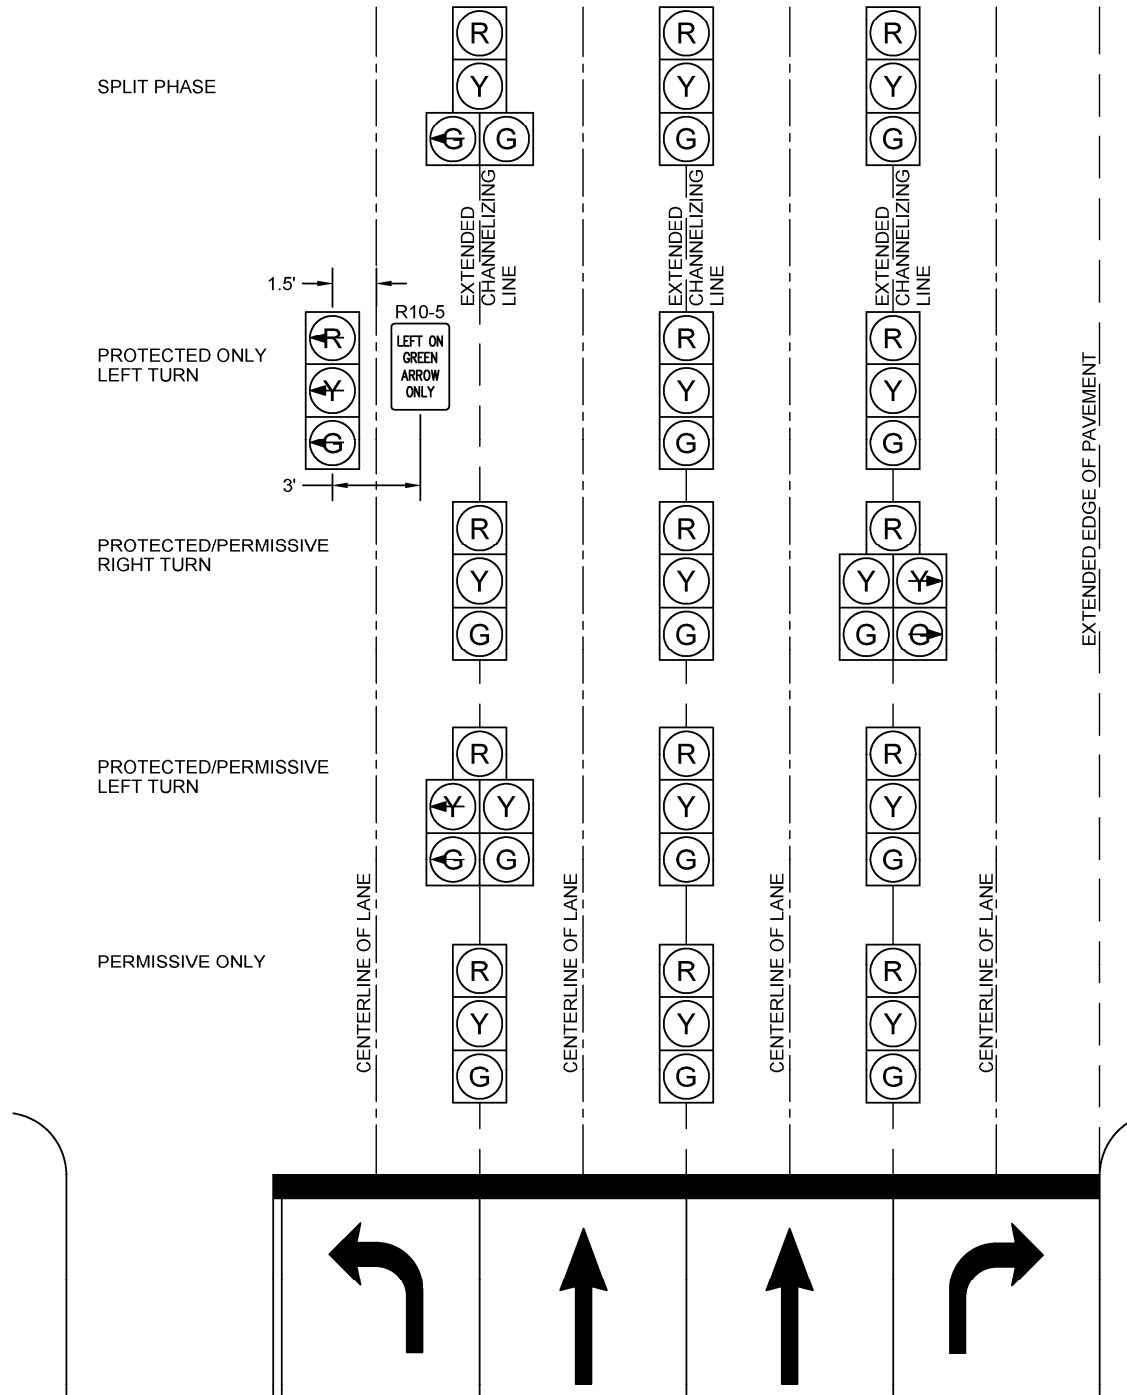 R
R
R
SPLIT PHASE
Y
Y
Y
G G
G
G
EXTENDED
CHANNELIZING
LINE
EXTENDED
CHANNELIZING
LINE
EXTENDED
CHANNELIZING
LINE
1.5'
R10-5
PROTECTED ONLY
LEFT TURN
R
Y
G
LEFT ON
GREEN
ARROW
ONLY
R
Y
G
R
Y
G
3'
EXTENDED EDGE OF PAVEMENT
PROTECTED/PERMISSIVE
RIGHT TURN
R
Y
G
R
Y
G
R
Y Y
G G
PROTECTED/PERMISSIVE
LEFT TURN
R
Y Y
G G
R
Y
G
R
Y
G
PERMISSIVE ONLY
CENTERLINE OF LANE
R
Y
G
CENTERLINE OF LANE
R
Y
G
CENTERLINE OF LANE
R
Y
G
CENTERLINE OF LANE